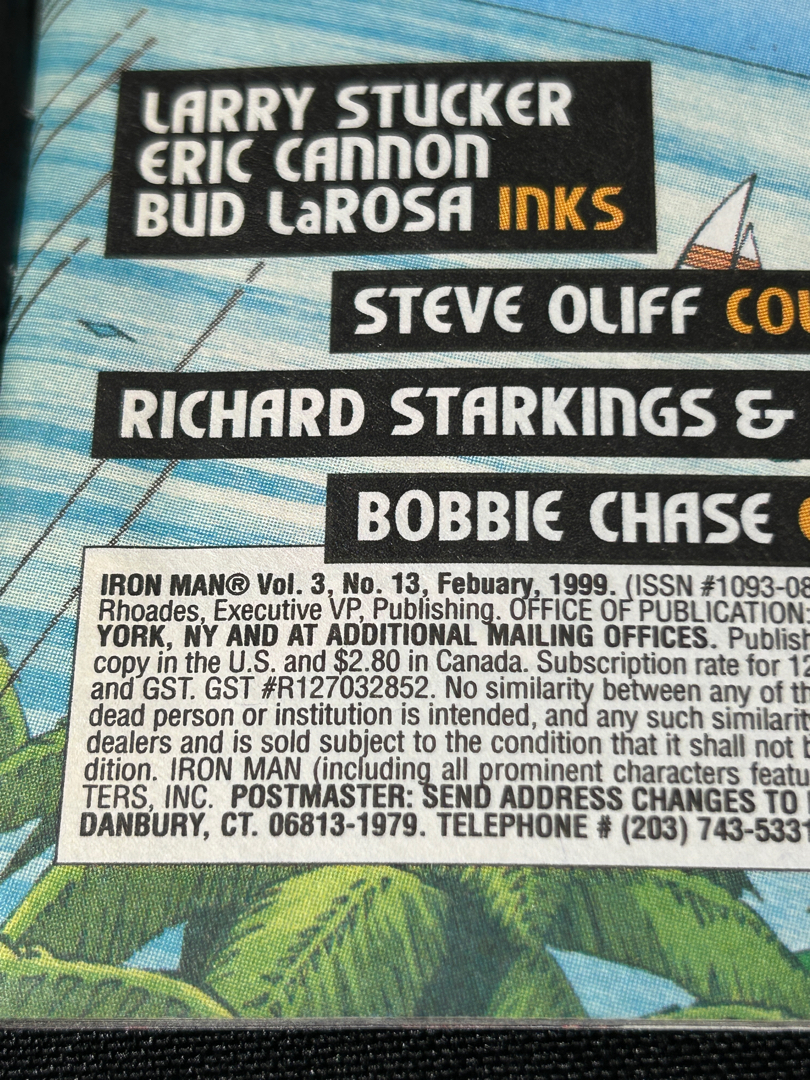 LARRY STUCKER
ERIC CANNON
BUD LaROSA INKS
STEVE OLIFF
RICHARD STARKINGS &
BOBBIE CHASE
IRON MAN® Vol. 3, No. 13, Febuary, 1999. (ISSN #1093-08
Rhoades, Executive VP, Publishing. OFFICE OF PUBLICATION:
YORK, NY AND AT ADDITIONAL MAILING OFFICES.
copy in the U.S. and $2.80 in Canada. Subscription rate for 12
and GST. GST #R127032852. No similarity between any of
dead person or institution is intended, and any such
dealers and is sold subject to the condition that it shall not
dition. IRON MAN (including all prominent characters
TERS, INC. POSTMASTER: SEND ADDRESS CHANGES TO
DANBURY, CT. 06813-1979. TELEPHONE # (203) 743-5331